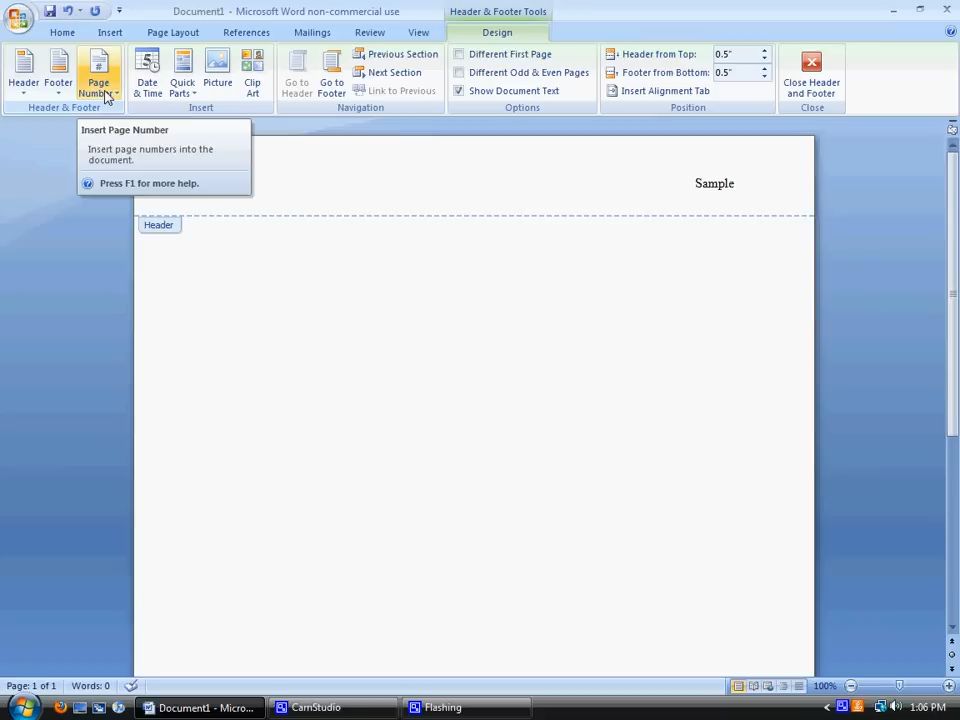 Document1 - Microsoft Word non-commercial use
Header & Footer Tools
Home Insert Page Layout References Mailings Review View Design
Header
Footer
Page Number
Date & Time
Quick Parts
Picture
Clip Art
Go to Header
Go to Footer
Previous Section
Next Section
Link to Previous
Different First Page
Different Odd & Even Pages
Show Document Text
Header from Top: 0.5"
Footer from Bottom: 0.5"
Insert Alignment Tab
Close Header and Footer
Header & Footer Insert Navigation Options Position Close
Insert Page Number
Insert page numbers into the
document.
Press F1 for more help.
Sample
Header
Page: 1 of 1 Words: 0 100%
Document1 - Micro... CamStudio Flashing 1:06 PM